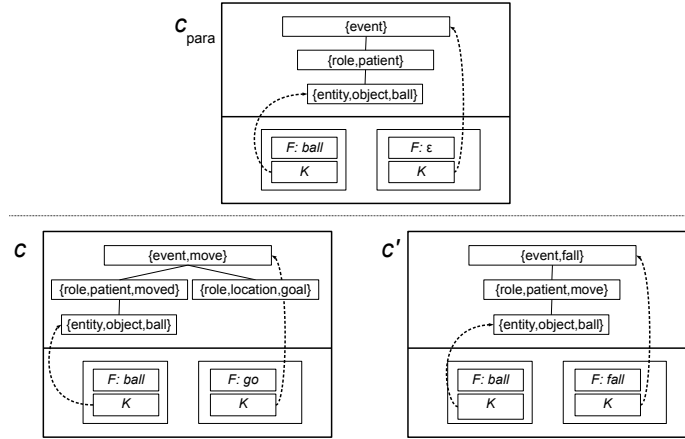 C para
{event}
{role,patient}
{entity,object,ball}
F: ball
F: ε
K
K
C
{event,move}
{role,patient,moved}
{role,location,goal}
{entity,object,ball}
F: ball
F: go
K
K
C'
{event,fall}
{role,patient,move}
{entity,object,ball}
F: ball
F: fall
K
K